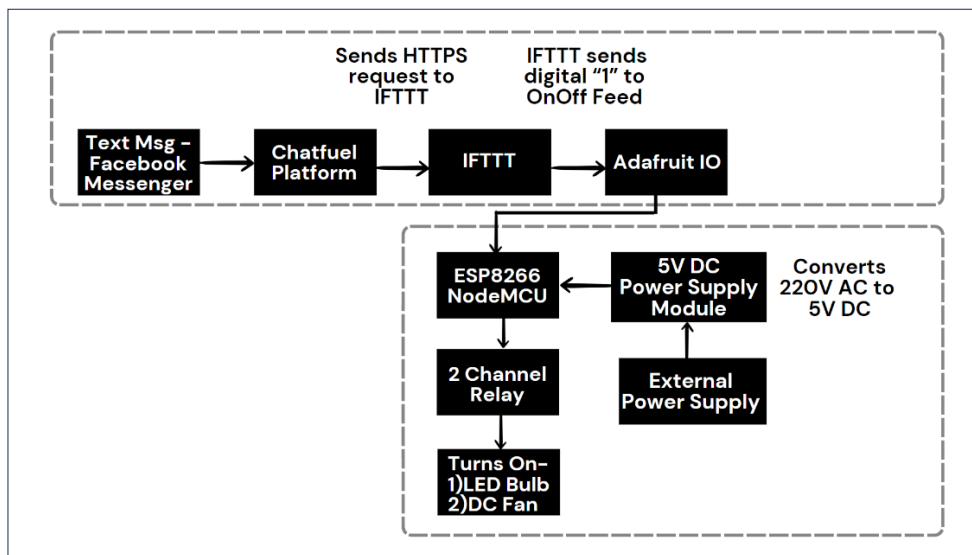 Sends HTTPS
request to
IFTTT
IFTTT sends
digital “1” to
OnOff Feed
Text Msg -
Facebook
Messenger
Chatfuel
Platform
IFTTT
Adafruit IO
ESP8266
NodeMCU
5V DC
Power Supply
Module
Converts
220V AC to
5V DC
2 Channel
Relay
External
Power Supply
Turns On-
1)LED Bulb
2)DC Fan